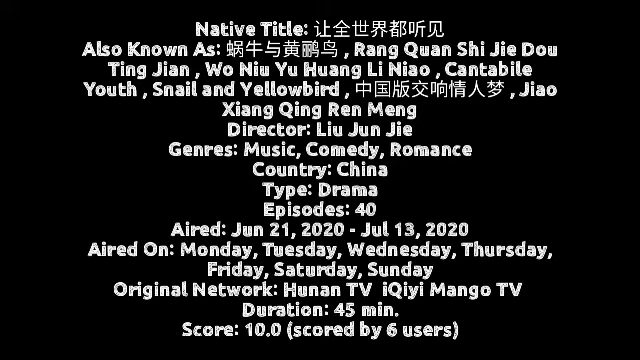 Native Title: 让全世界都听见
Also Known As: 蜗牛与黄鹂鸟 , Rang Quan Shi Jie Dou
Ting Jian , Wo Niu Yu Huang Li Niao , Cantabile
Youth , Snail and Yellowbird , 中国版交响情人梦 , Jiao
Xiang Qing Ren Meng
Director: Liu Jun Jie
Genres: Music, Comedy, Romance
Country: China
Type: Drama
Episodes: 40
Aired: Jun 21, 2020 - Jul 13, 2020
Aired On: Monday, Tuesday, Wednesday, Thursday,
Friday, Saturday, Sunday
Original Network: Hunan TV  iQiyi Mango TV
Duration: 45 min.
Score: 10.0 (scored by 6 users)